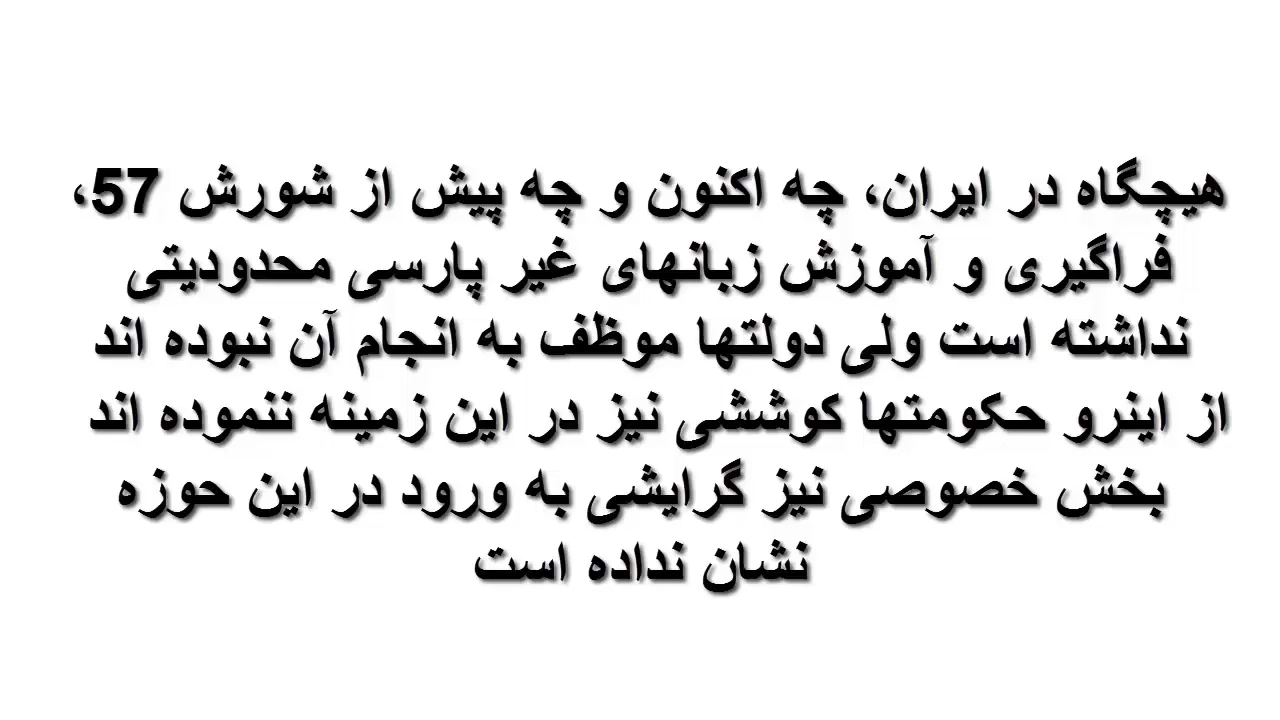 هیچگاه در ایران، چه اکنون و چه پیش از شورش 57،
فراگیری و آموزش زبانهای غیر پارسی محدودیتی
نداشته است ولی دولتها موظف به انجام آن نبوده اند
از اینرو حکومتها کوششی نیز در این زمینه ننموده اند
بخش خصوصی نیز گرایشی به ورود در این حوزه
نشان نداده است